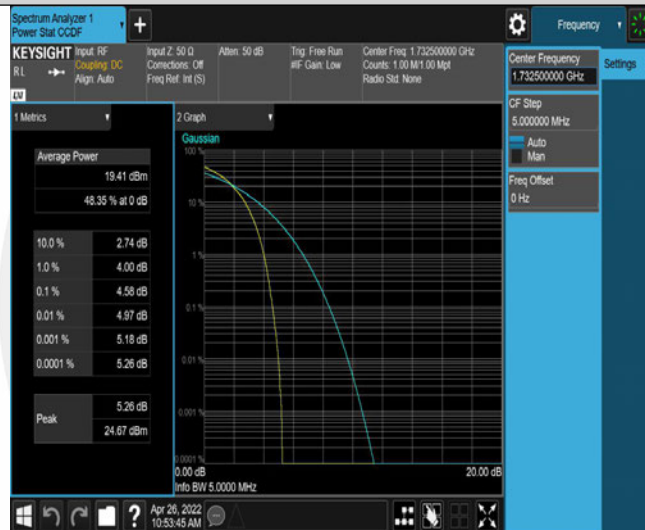 Spectrum Analyzer 1
Power Stat CCDF
Frequency
KEYSIGHT
RL
Input: RF
Coupling: DC
Align: Auto
Input Z: 50 Ω
Corrections: Off
Freq Ref: Int (S)
Atten: 50 dB
Trig: Free Run
#IF Gain: Low
Center Freq: 1.732500000 GHz
Counts: 1.00 M/1.00 Mpt
Radio Std: None
Center Frequency
1.732500000 GHz
Settings
CF Step
5.000000 MHz
Auto
Man
Freq Offset
0 Hz
1 Metrics
Average Power
19.41 dBm
48.35 % at 0 dB
10.0 % 2.74 dB
1.0 % 4.00 dB
0.1 % 4.58 dB
0.01 % 4.97 dB
0.001 % 5.18 dB
0.0001 % 5.26 dB
Peak
5.26 dB
24.67 dBm
2 Graph
Gaussian
100 %
10 %
1 %
0.1 %
0.01 %
0.001 %
0.0001 %
0.00 dB 20.00 dB
Info BW 5.0000 MHz
?
Apr 26, 2022
10:53:45 AM